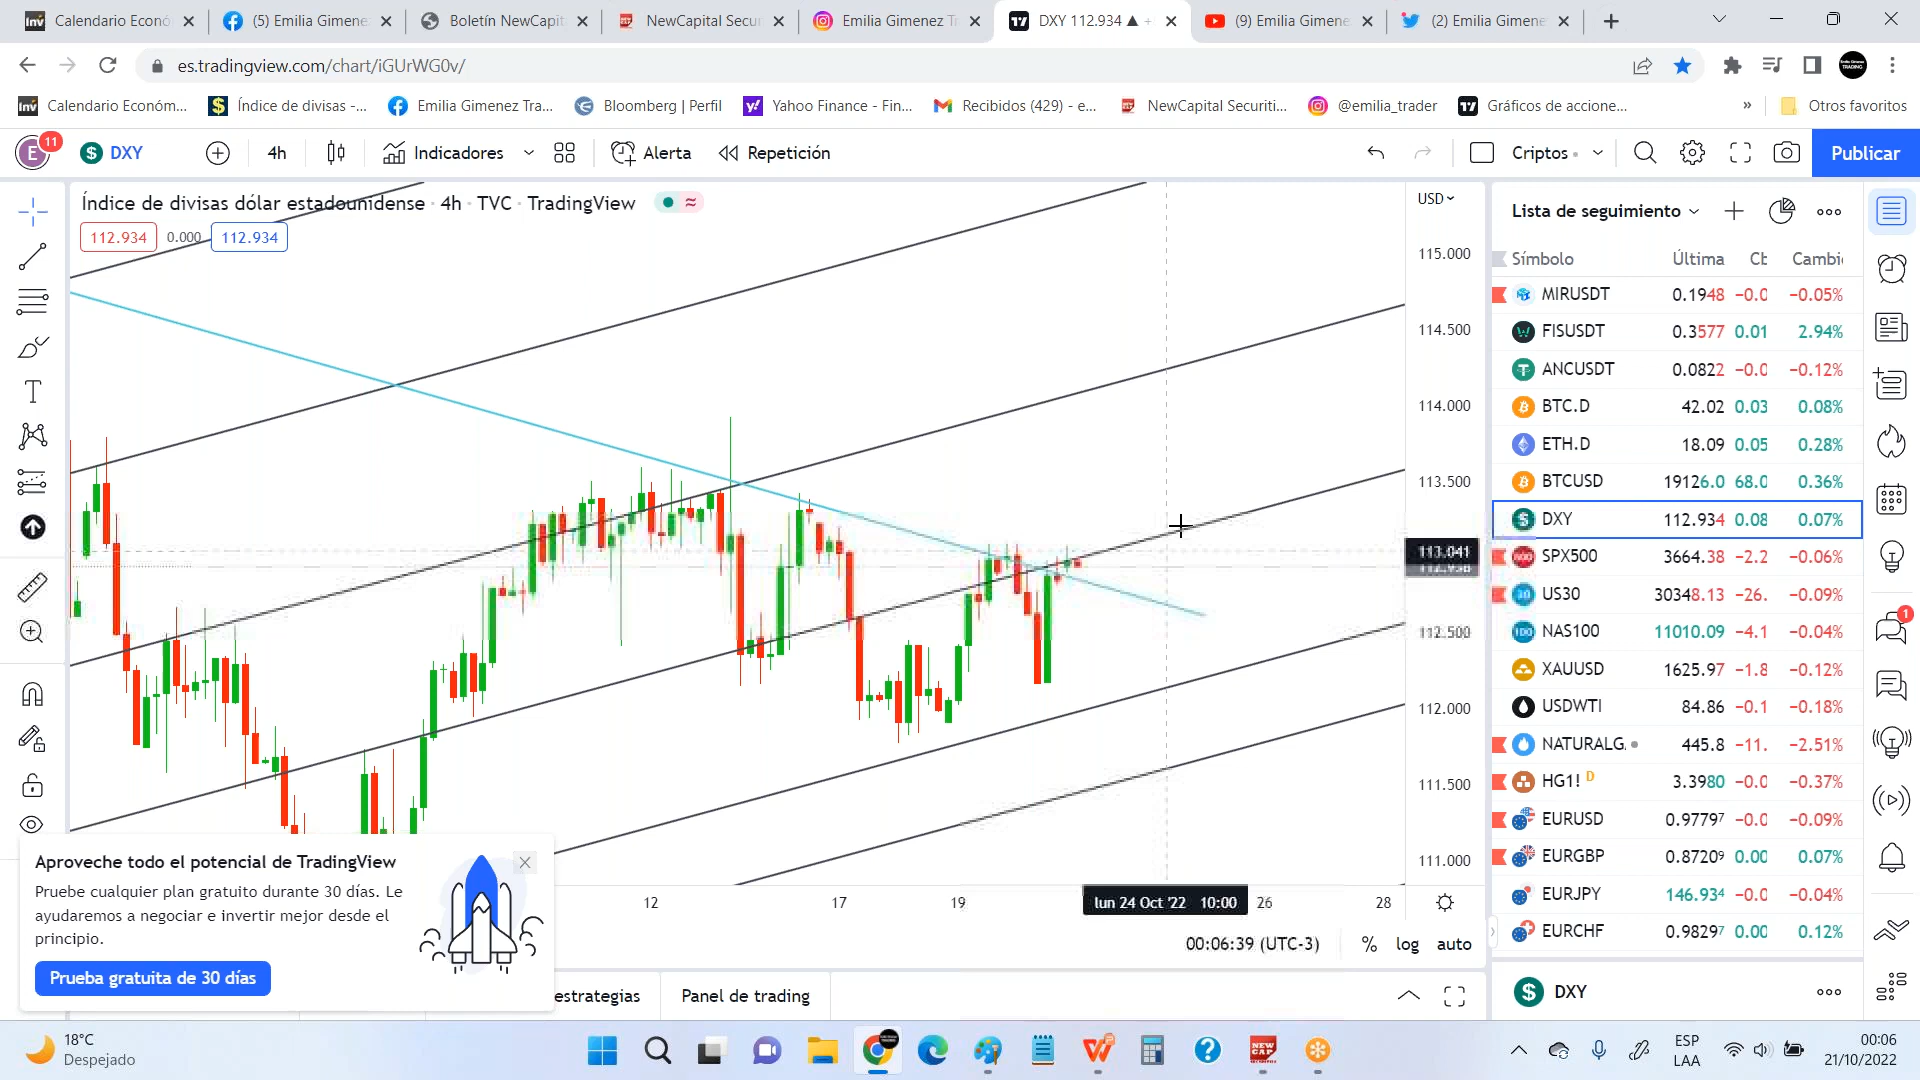 Calendario Econó
(5) Emilia Gimene
Boletín NewCapit
NewCapital Secu
Emilia Gimenez T
DXY 112.934 ▲ +
(9) Emilia Gimene
(2) Emilia Gimene
es.tradingview.com/chart/iGUrWG0v/
Calendario Económ...
Índice de divisas -...
Emilia Gimenez Tra...
Bloomberg | Perfil
Yahoo Finance - Fin...
Recibidos (429) - e...
NewCapital Securiti...
@emilia_trader
Gráficos de accione...
»
Otros favoritos
E
11
DXY
4h
Indicadores
Alerta
Repetición
Criptos
Publicar
Índice de divisas dólar estadounidense · 4h · TVC · TradingView
112.934
0.000
112.934
USD
115.000
114.500
114.000
113.500
113.041
112.500
112.000
111.500
111.000
12
17
19
lun 24 Oct '22 10:00
26
28
00:06:39 (UTC-3)
%
log
auto
Lista de seguimiento
Símbolo
Última
Cambi
MIRUSDT 0.1948 −0.0 −0.05%
FISUSDT 0.3577 0.01 2.94%
ANCUSDT 0.0822 −0.0 −0.12%
BTC.D 42.02 0.03 0.08%
ETH.D 18.09 0.05 0.28%
BTCUSD 19126.0 68.0 0.36%
DXY 112.934 0.08 0.07%
SPX500 3664.38 −2.2 −0.06%
US30 30348.13 −26. −0.09%
NAS100 11010.09 −4.1 −0.04%
XAUUSD 1625.97 −1.8 −0.12%
USDWTI 84.86 −0.1 −0.18%
NATURALG. 445.8 −11. −2.51%
HG1! D 3.3980 −0.0 −0.37%
EURUSD 0.97797 −0.0 −0.09%
EURGBP 0.87209 0.00 0.07%
EURJPY 146.934 −0.0 −0.04%
EURCHF 0.98297 0.00 0.12%
DXY
1
Aproveche todo el potencial de TradingView
Pruebe cualquier plan gratuito durante 30 días. Le
ayudaremos a negociar e invertir mejor desde el
principio.
Prueba gratuita de 30 días
estrategias
Panel de trading
18°C
Despejado
ESP
LAA
00:06
21/10/2022